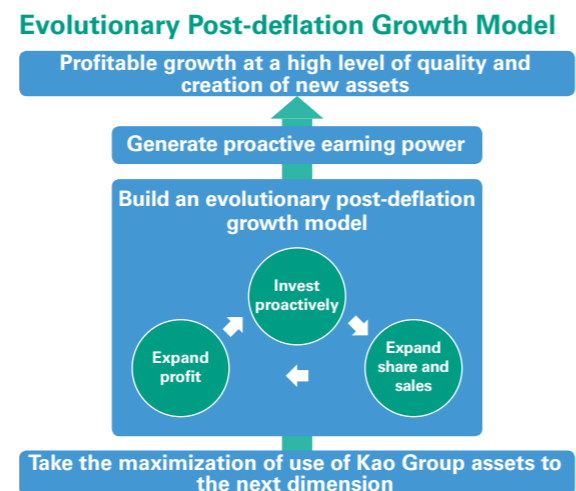 Evolutionary Post-deflation Growth Model
Profitable growth at a high level of quality and
creation of new assets
Generate proactive earning power
Build an evolutionary post-deflation
growth model
Invest
proactively
Expand
profit
Expand
share and
sales
Take the maximization of use of Kao Group assets to
the next dimension